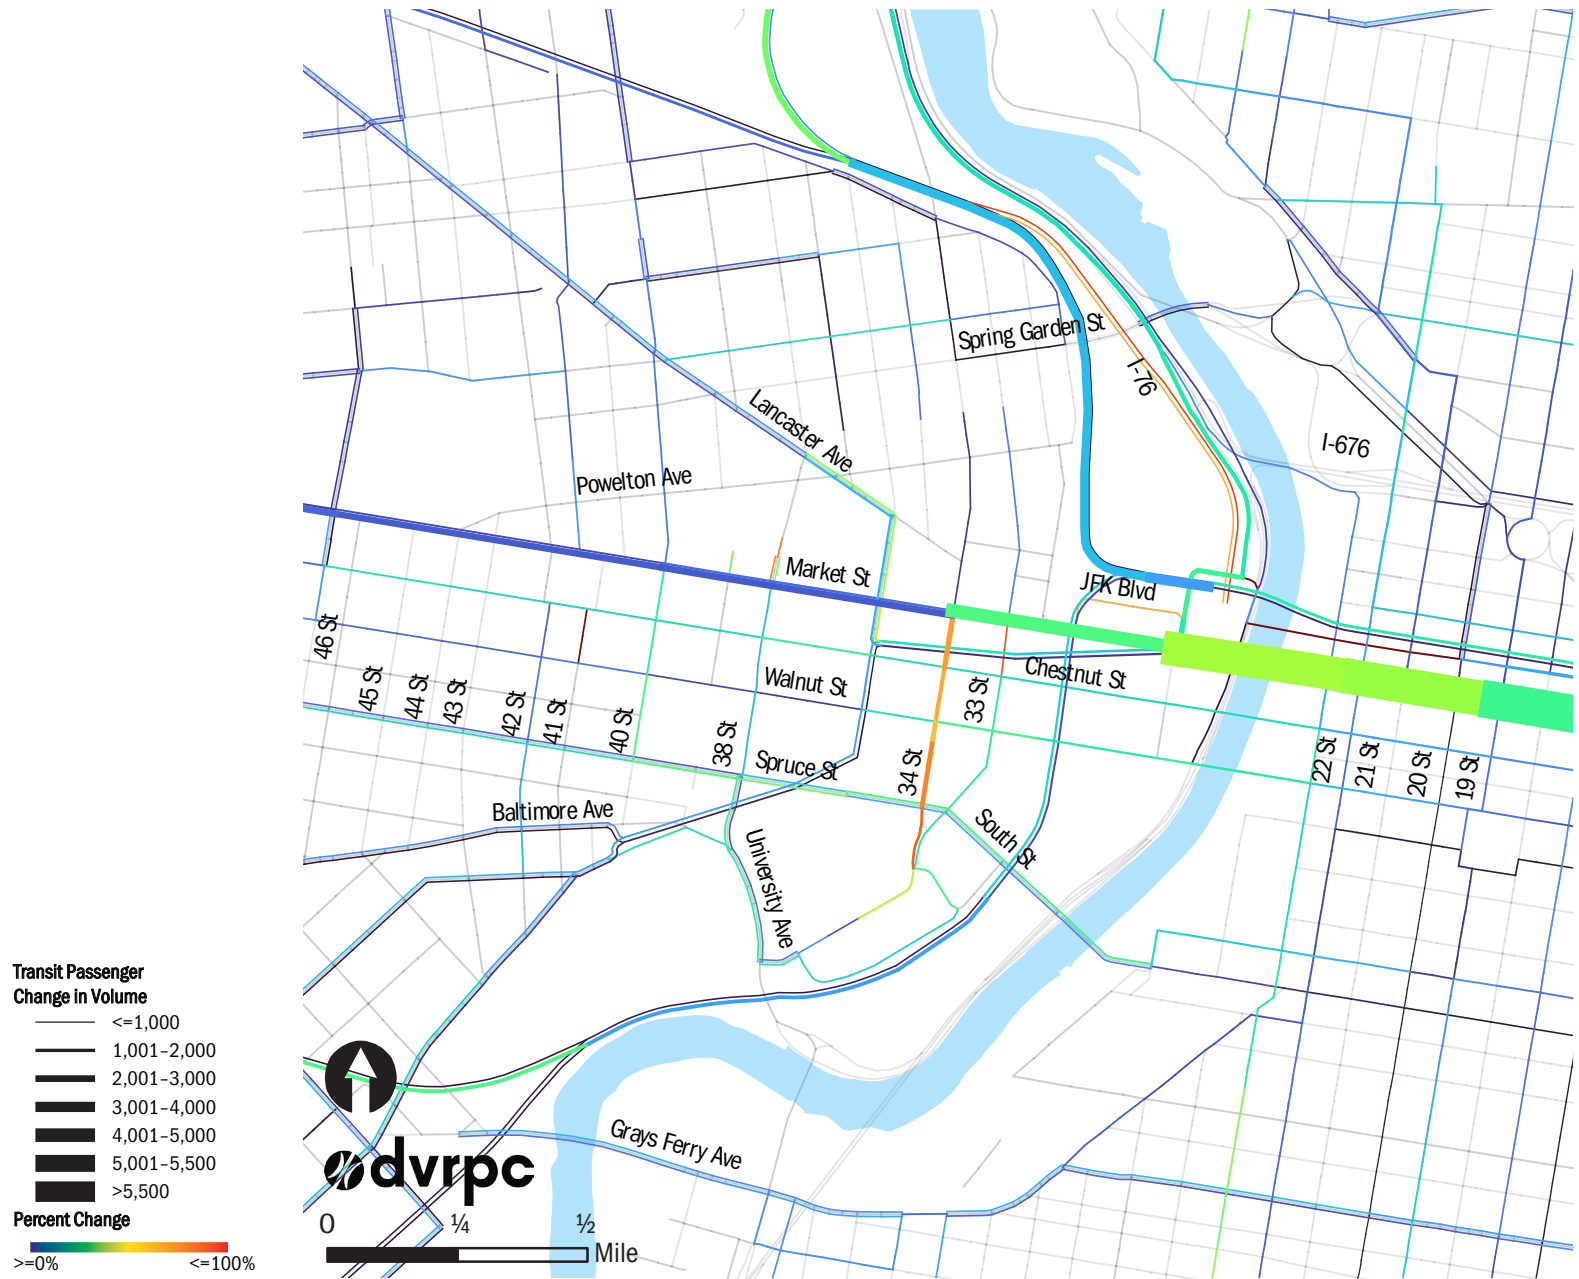 Spring Garden St
I-76
I-676
Lancaster Ave
Powelton Ave
Market St
JFK Blvd
46 St
45 St
44 St
43 St
42 St
41 St
40 St
38 St
Walnut St
Chestnut St
33 St
34 St
22 St
21 St
20 St
19 St
Spruce St
Baltimore Ave
South St
University Ave
Grays Ferry Ave
Transit Passenger
Change in Volume
<=1,000
1,001-2,000
2,001-3,000
3,001-4,000
4,001-5,000
5,001-5,500
>5,500
Percent Change
>=0% <=100%
dvrpc
0 ¼ ½
Mile